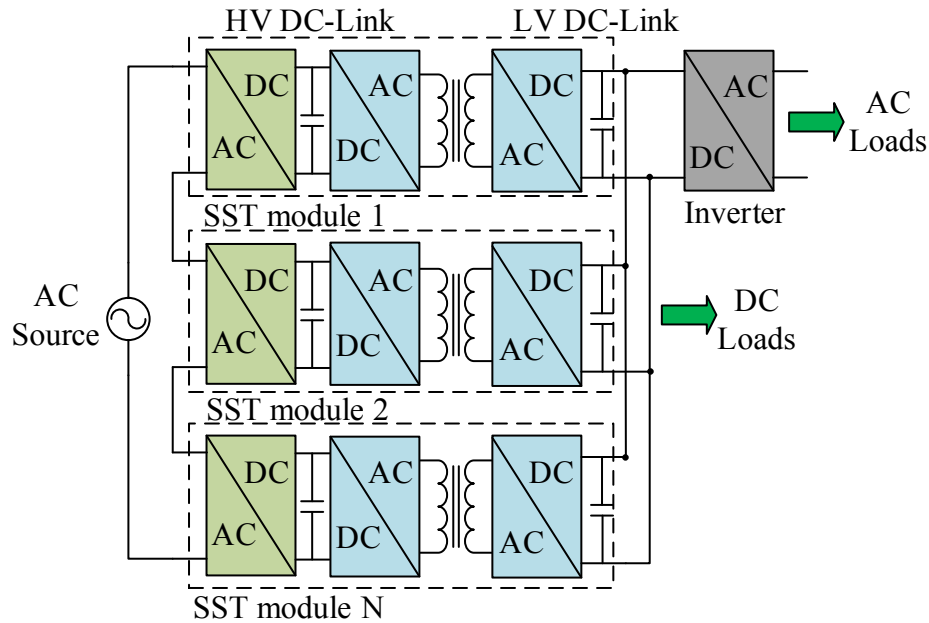 HV DC-Link
LV DC-Link
DC
AC
AC
DC
DC
AC
AC
DC
AC
Loads
SST module 1
Inverter
DC
AC
AC
DC
DC
AC
AC
Source
DC
Loads
SST module 2
DC
AC
AC
DC
DC
AC
SST module N